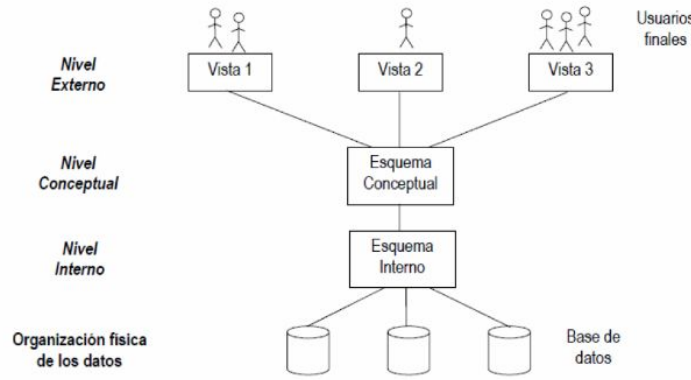 Usuarios
finales
Nivel
Externo
Vista 1
Vista 2
Vista 3
Nivel
Conceptual
Esquema
Conceptual
Nivel
Interno
Esquema
Interno
Organización física
de los datos
Base de
datos